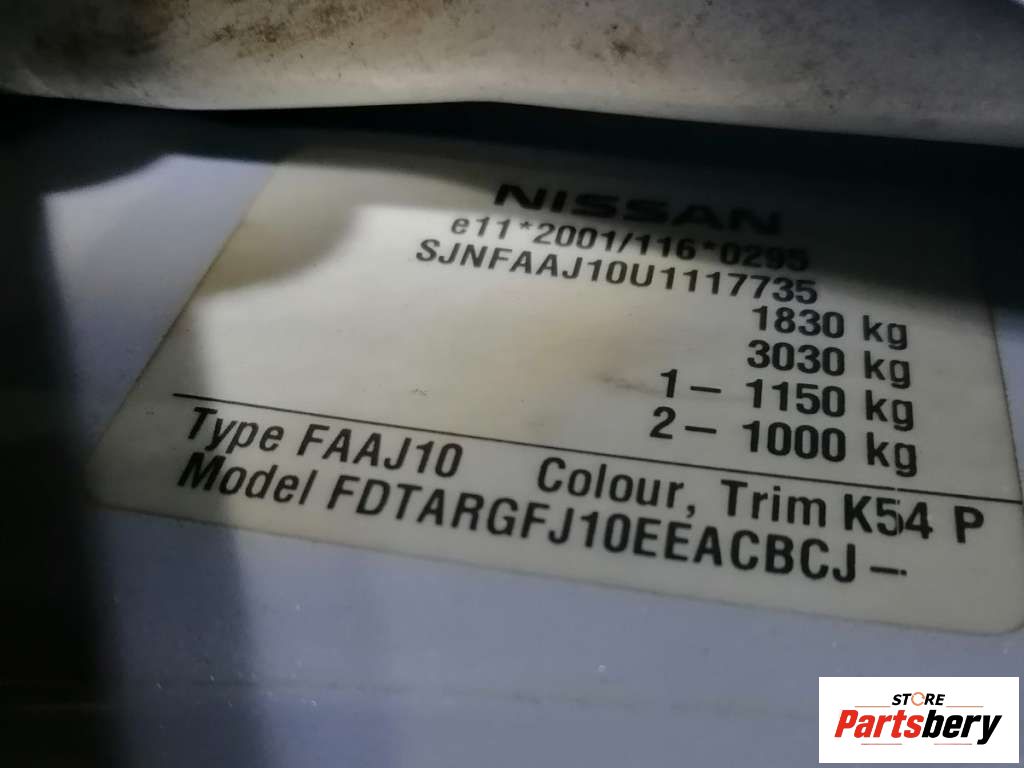 NISSAN
e11*2001/116*0295
SJNFAAJ10U1117735
1830 kg
3030 kg
1- 1150 kg
2- 1000 kg
Type FAAJ10 Colour, Trim K54 P
Model FDTARGFJ10EEACBCJ-
STORE
Partsbery